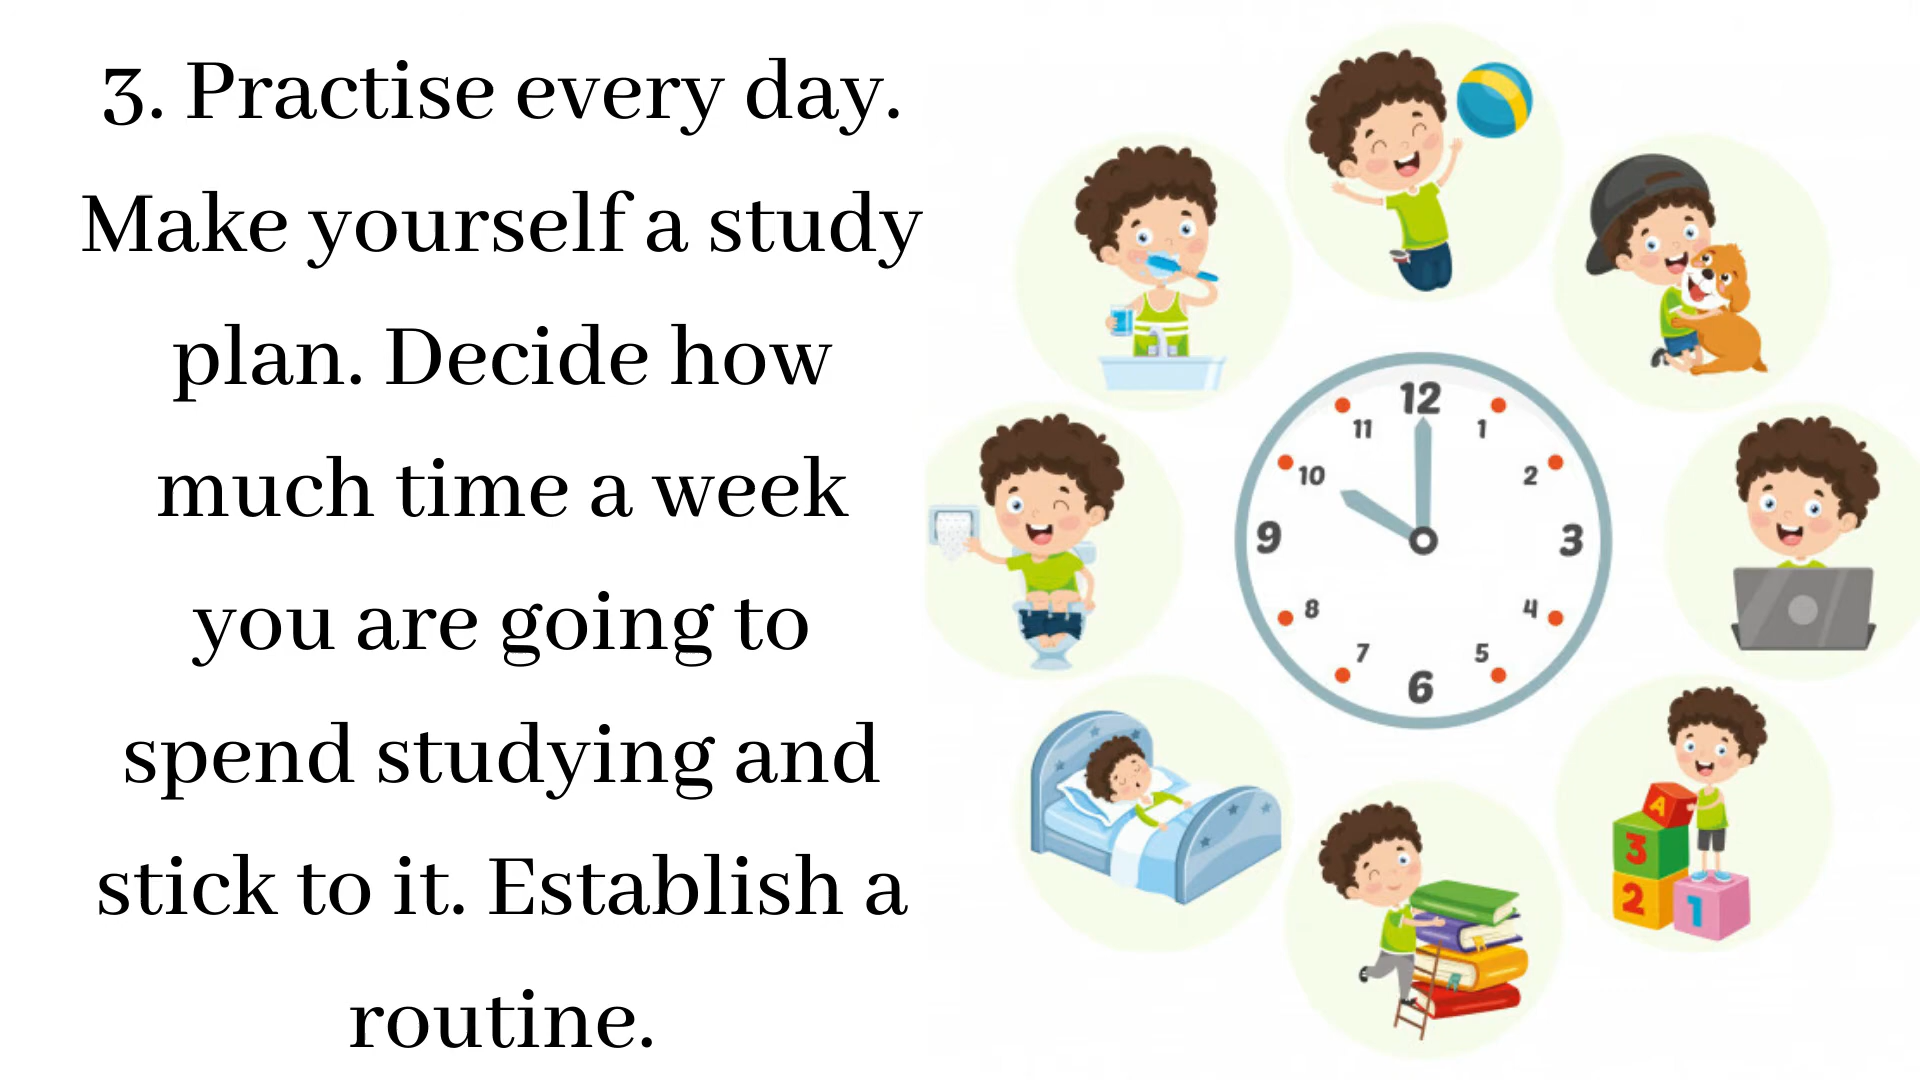 3. Practise every day.
Make yourself a study
plan. Decide how
much time a week
you are going to
spend studying and
stick to it. Establish a
routine.
12
11
1
10
2
9
3
8
4
7
5
6
A
3
2
1